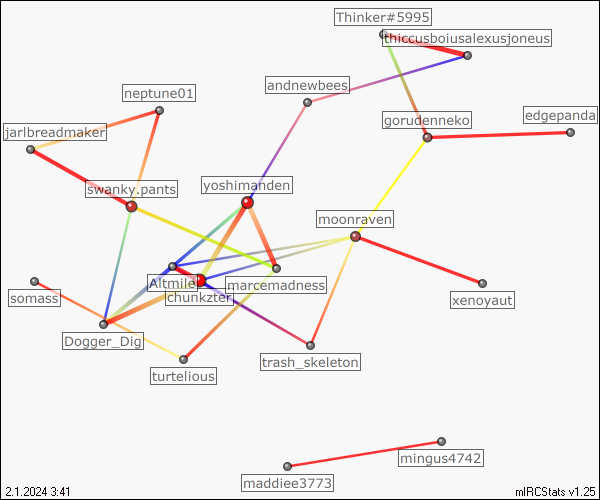 Thinker#5995
thiccusboiusalexusjoneus
andnewbees
neptune01
edgepanda
gorudenneko
jarlbreadmaker
yoshimanden
swanky.pants
moonraven
Altmile
marcemadness
chunkzter
somass
xenoyaut
Dogger_Dig
trash_skeleton
turtelious
mingus4742
maddiee3773
2.1.2024 3:41
mIRCStats v1.25